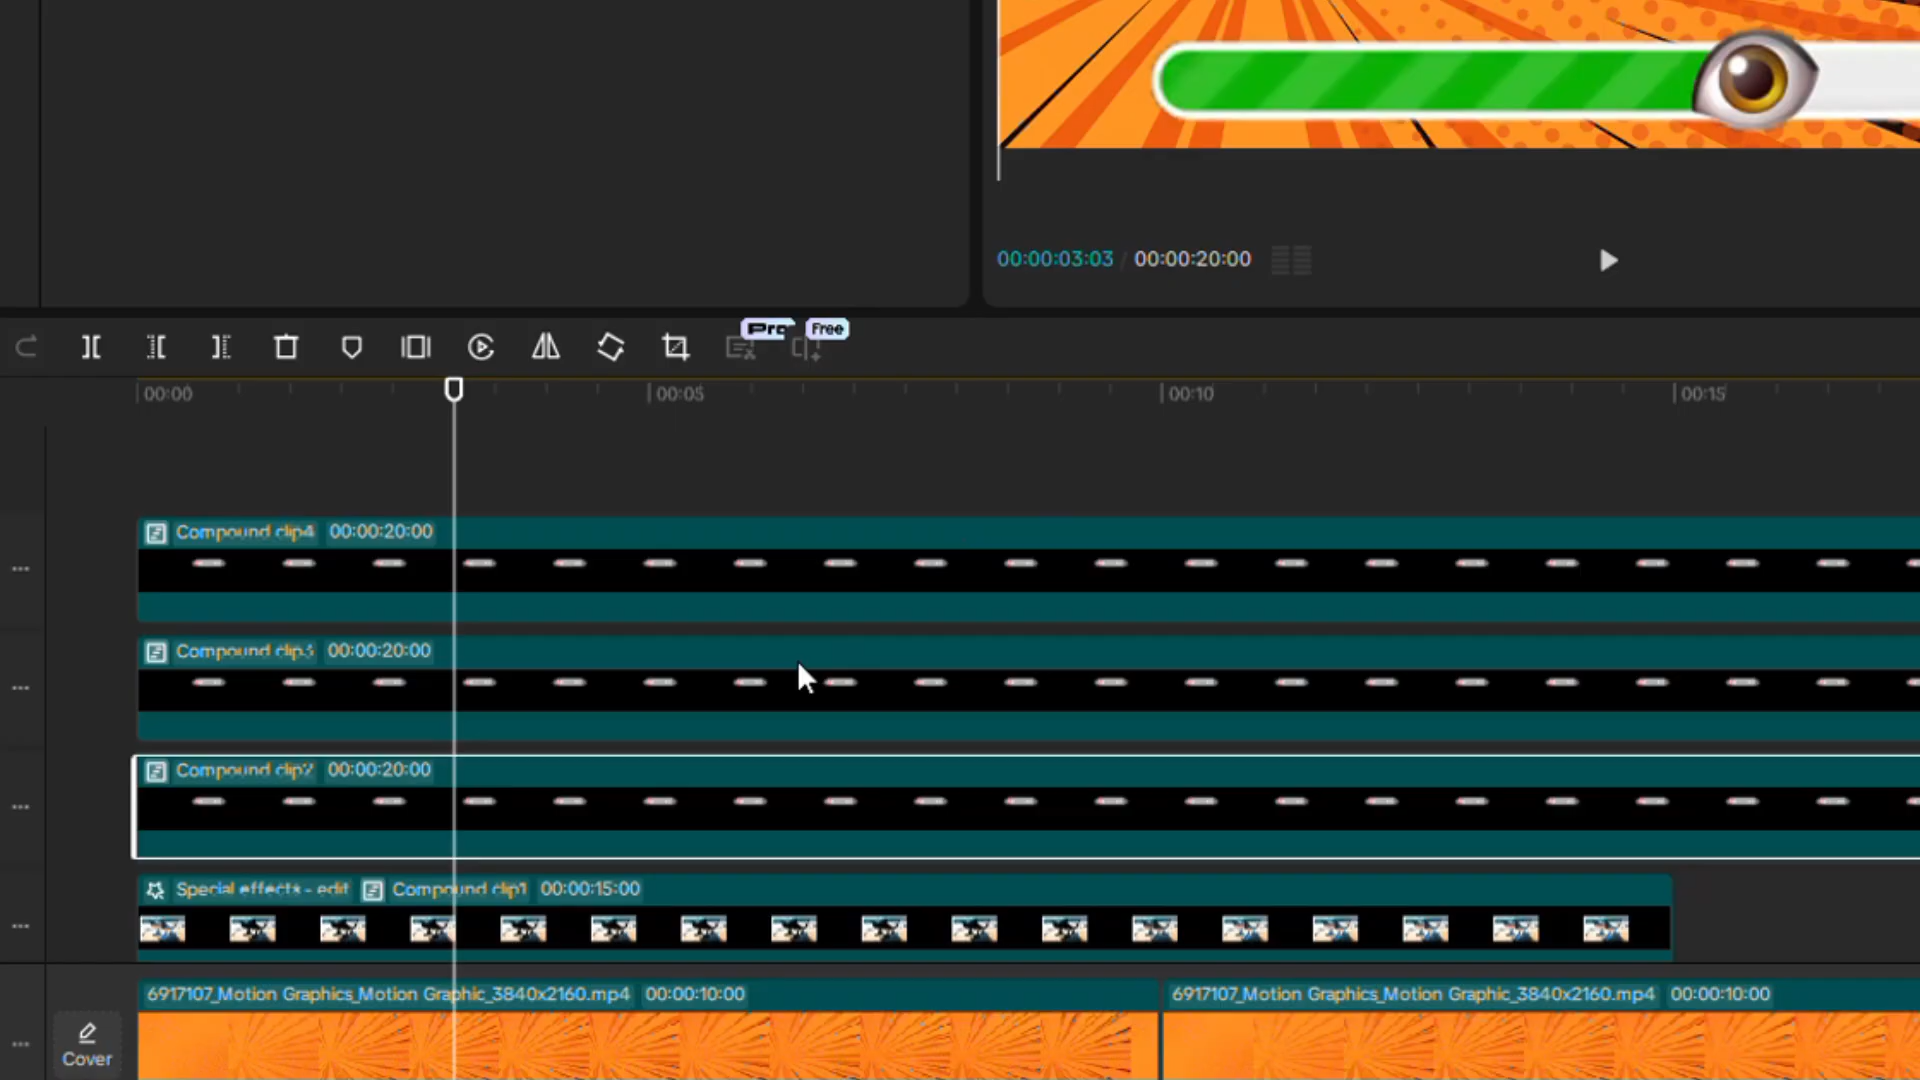 00:00:03:03 / 00:00:20:00
Pro Free
00:00 00:05 00:10 00:15
Compound clip4 00:00:20:00
Compound clip3 00:00:20:00
Compound clip2 00:00:20:00
Special effects - edit Compound clip1 00:00:15:00
6917107_Motion Graphics_Motion Graphic_3840x2160.mp4 00:00:10:00 6917107_Motion Graphics_Motion Graphic_3840x2160.mp4 00:00:10:00
Cover